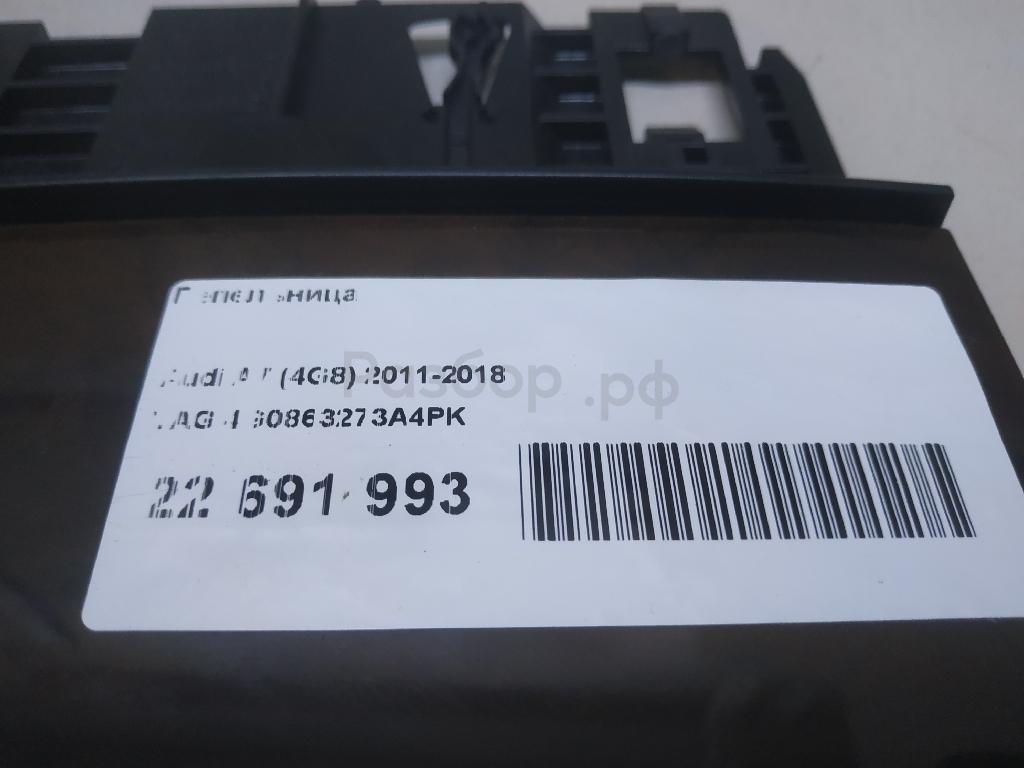 Пепельница
Audi A7 (4G8) 2011-2018
VAG 4G0863273A4PK
22 691 993
Разбор.рф